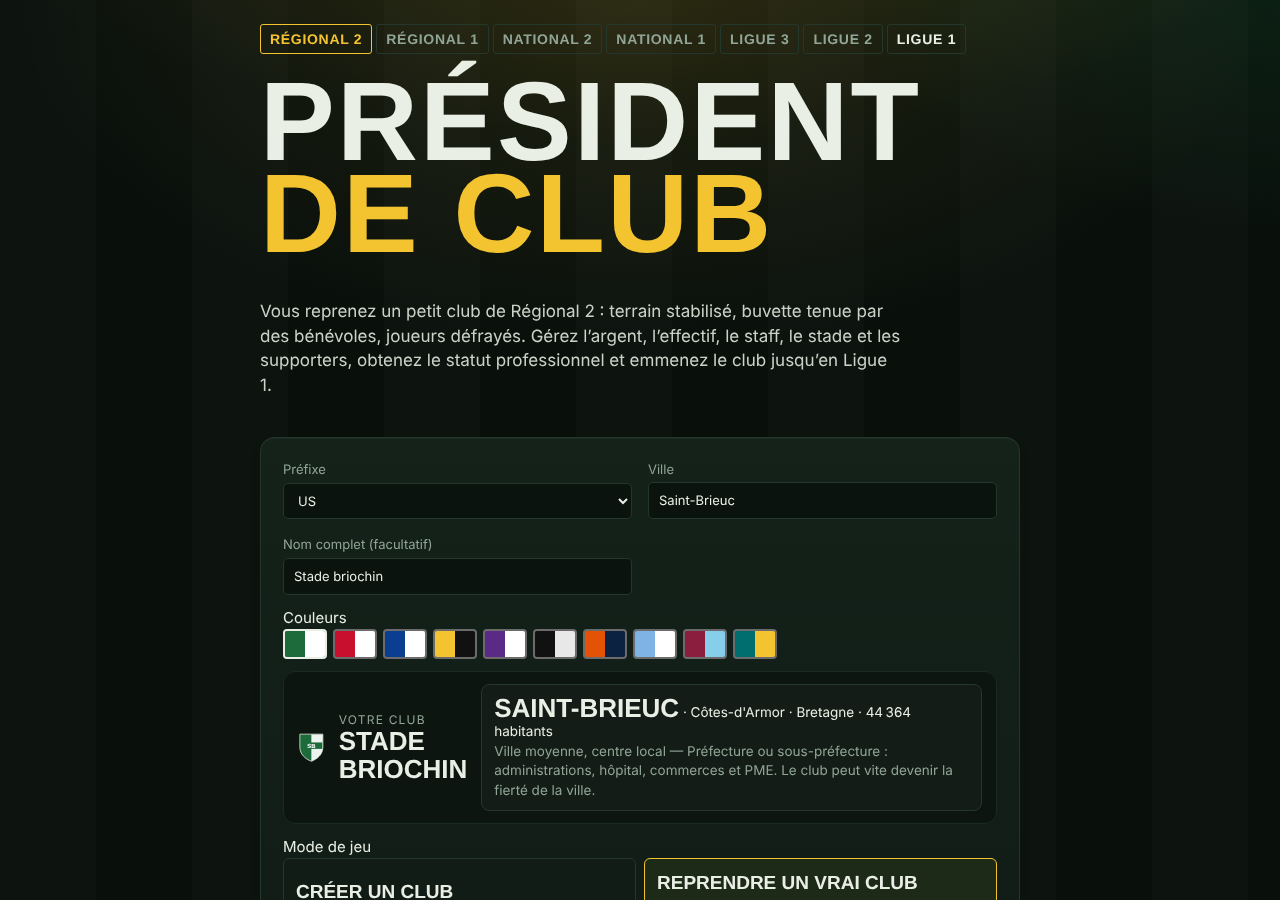 RÉGIONAL 2 RÉGIONAL 1 NATIONAL 2 NATIONAL 1 LIGUE 3 LIGUE 2 LIGUE 1
PRÉSIDENT
DE CLUB
Vous reprenez un petit club de Régional 2 : terrain stabilisé, buvette tenue par
des bénévoles, joueurs défrayés. Gérez l’argent, l’effectif, le staff, le stade et les
supporters, obtenez le statut professionnel et emmenez le club jusqu’en Ligue
1.
Préfixe
US
Ville
Saint-Brieuc
Nom complet (facultatif)
Stade briochin
Couleurs
SB
VOTRE CLUB
STADE
BRIOCHIN
SAINT-BRIEUC · Côtes-d'Armor · Bretagne · 44 364
habitants
Ville moyenne, centre local — Préfecture ou sous-préfecture :
administrations, hôpital, commerces et PME. Le club peut vite devenir la
fierté de la ville.
Mode de jeu
CRÉER UN CLUB
REPRENDRE UN VRAI CLUB